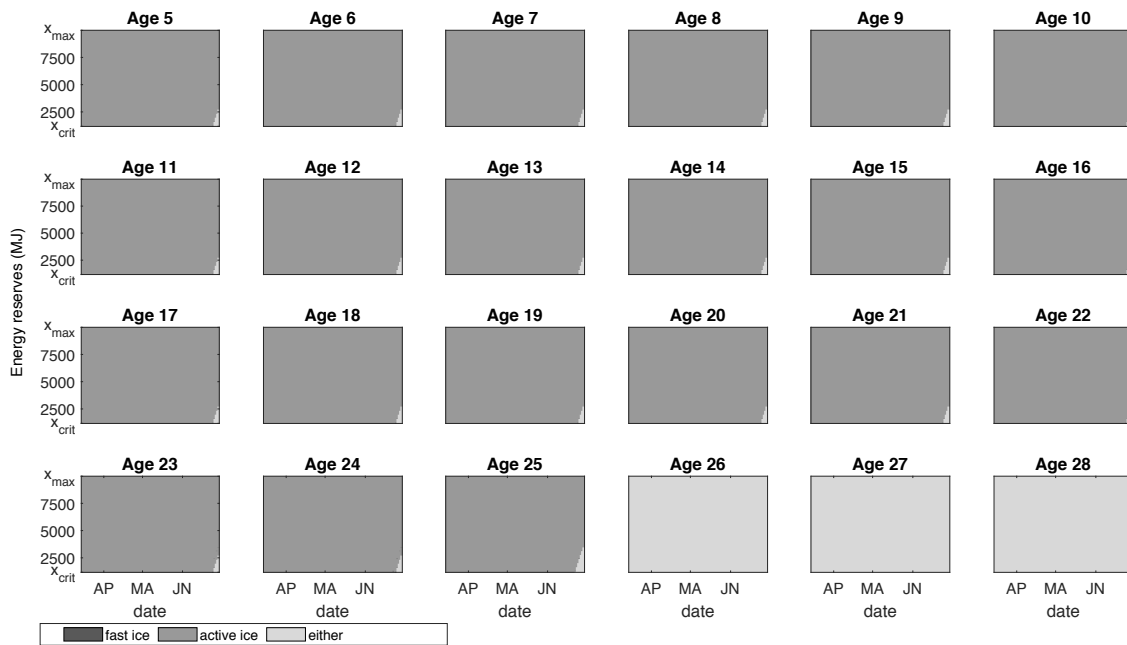 Age 5 Age 6 Age 7 Age 8 Age 9 Age 10
x_max
7500
5000
2500
x_crit
Age 11 Age 12 Age 13 Age 14 Age 15 Age 16
x_max
7500
5000
2500
x_crit
Energy reserves (MJ)
Age 17 Age 18 Age 19 Age 20 Age 21 Age 22
x_max
7500
5000
2500
x_crit
Age 23 Age 24 Age 25 Age 26 Age 27 Age 28
x_max
7500
5000
2500
x_crit
AP MA JN AP MA JN AP MA JN AP MA JN AP MA JN AP MA JN
date date date date date date
fast ice active ice either